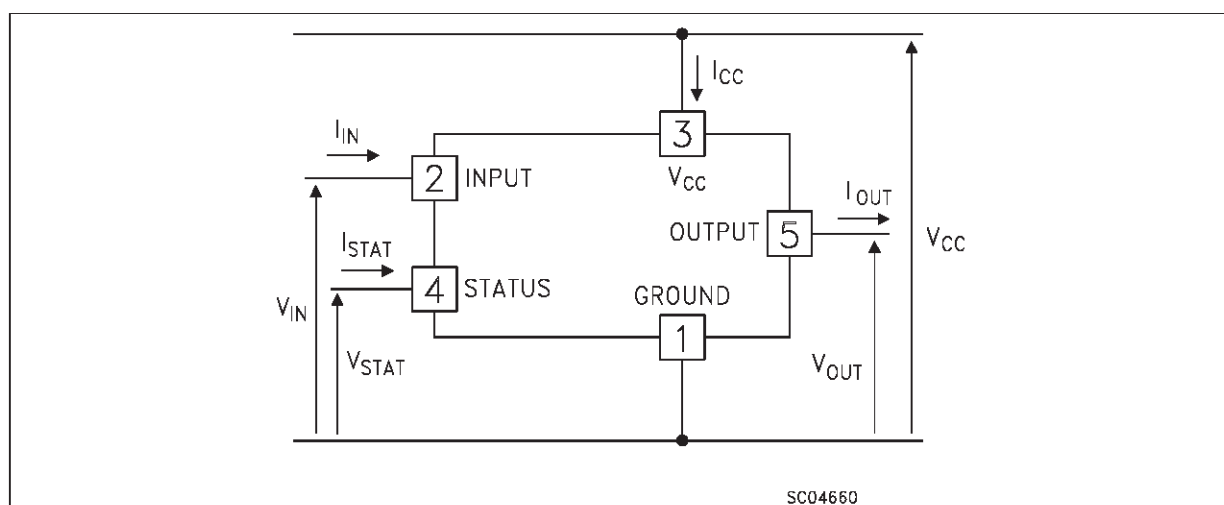 I_CC
I_IN
3
2 INPUT
V_CC
I_OUT
OUTPUT 5
V_CC
I_STAT
4 STATUS
GROUND
V_IN
1
V_STAT
V_OUT
SC04660